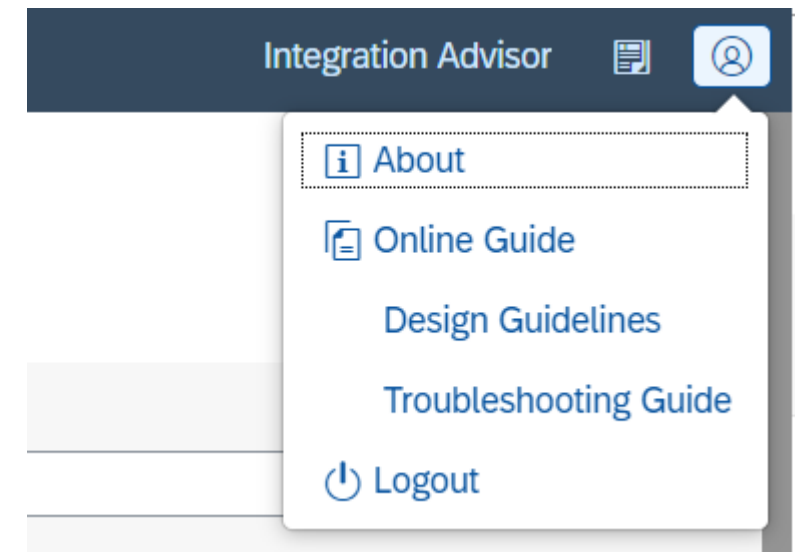 Integration Advisor
About
Online Guide
Design Guidelines
Troubleshooting Guide
Logout